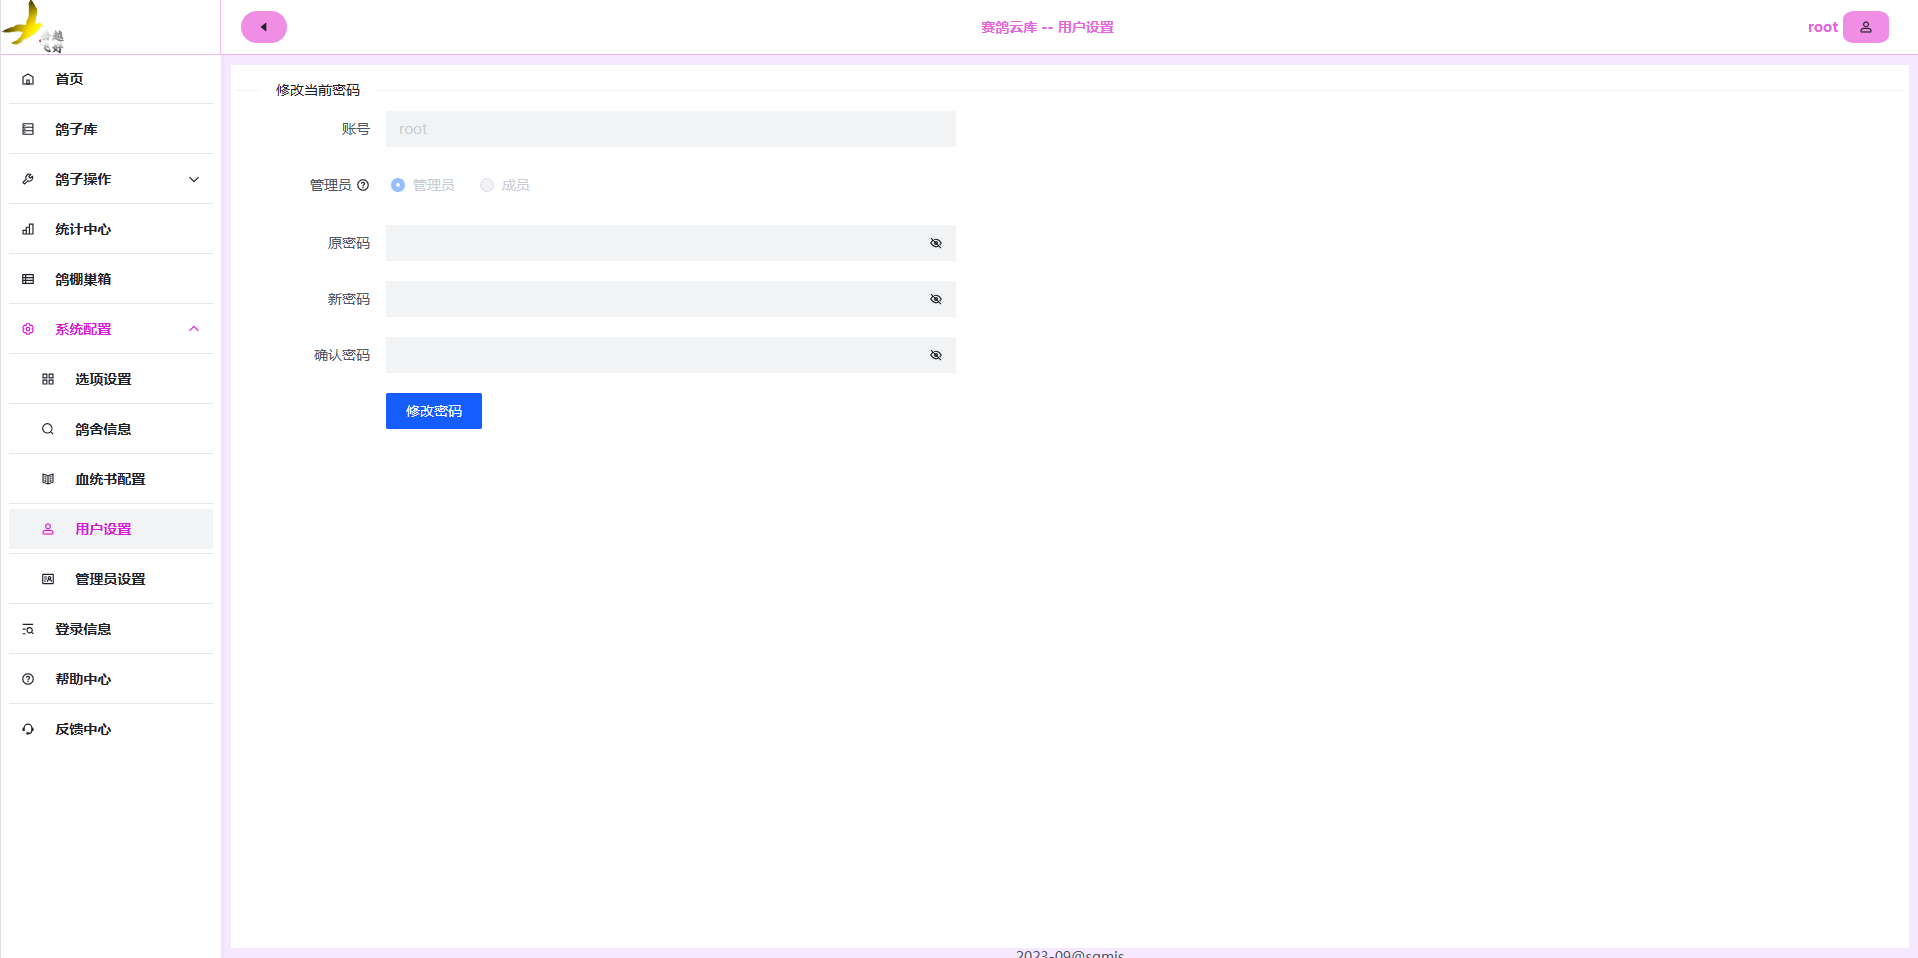 越
飞好
赛鸽云库 -- 用户设置
root
首页
鸽子库
鸽子操作
统计中心
鸽棚巢箱
系统配置
选项设置
鸽舍信息
血统书配置
用户设置
管理员设置
登录信息
帮助中心
反馈中心
修改当前密码
账号 root
管理员 管理员 成员
原密码
新密码
确认密码
修改密码
2023-09@sqmis